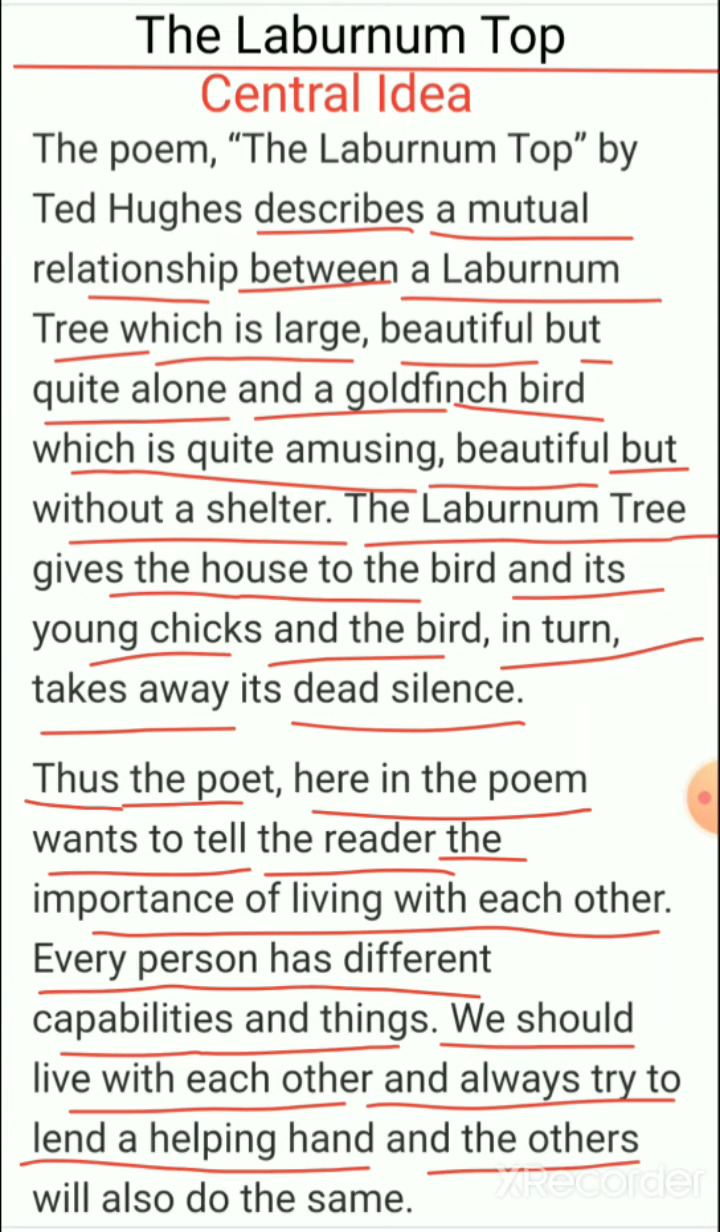 The Laburnum Top
Central Idea
The poem, “The Laburnum Top” by
Ted Hughes describes a mutual
relationship between a Laburnum
Tree which is large, beautiful but
quite alone and a goldfinch bird
which is quite amusing, beautiful but
without a shelter. The Laburnum Tree
gives the house to the bird and its
young chicks and the bird, in turn,
takes away its dead silence.
Thus the poet, here in the poem
wants to tell the reader the
importance of living with each other.
Every person has different
capabilities and things. We should
live with each other and always try to
lend a helping hand and the others
XRecorder
will also do the same.